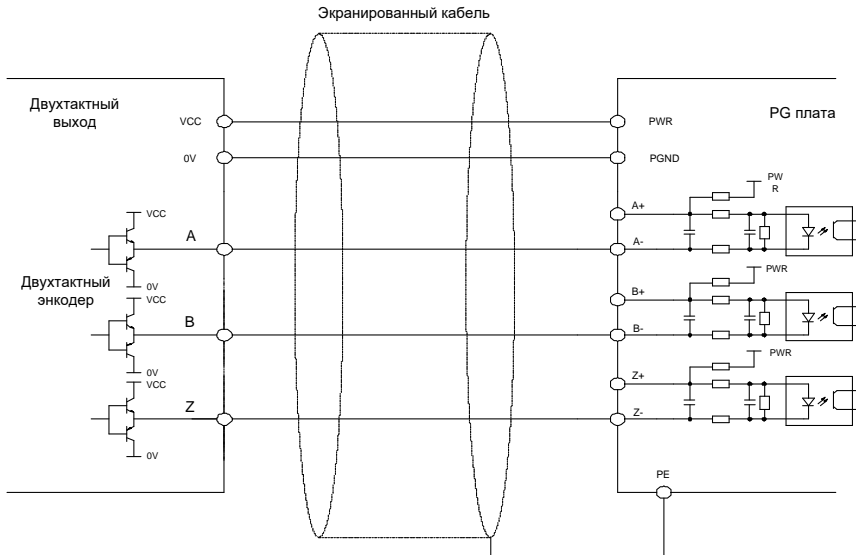 Экранированный кабель
Двухтактный
выход
PG плата
VCC
PWR
0V
PGND
PW
R
A+
VCC
A
A-
0V
Двухтактный
энкодер
VCC
PWR
B+
B
B-
0V
VCC
PWR
Z+
Z
Z-
0V
PE